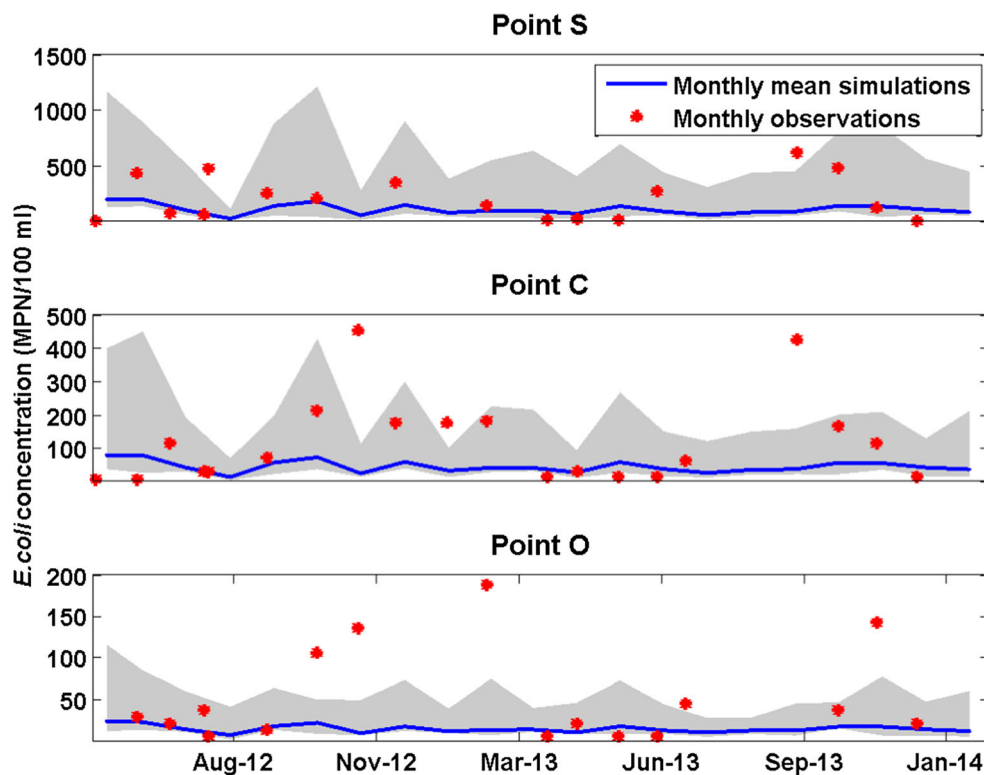 Point S
1500
1000
500
Monthly mean simulations
Monthly observations
Point C
500
400
300
200
100
E.coli concentration (MPN/100 ml)
Point O
200
150
100
50
Aug-12 Nov-12 Mar-13 Jun-13 Sep-13 Jan-14